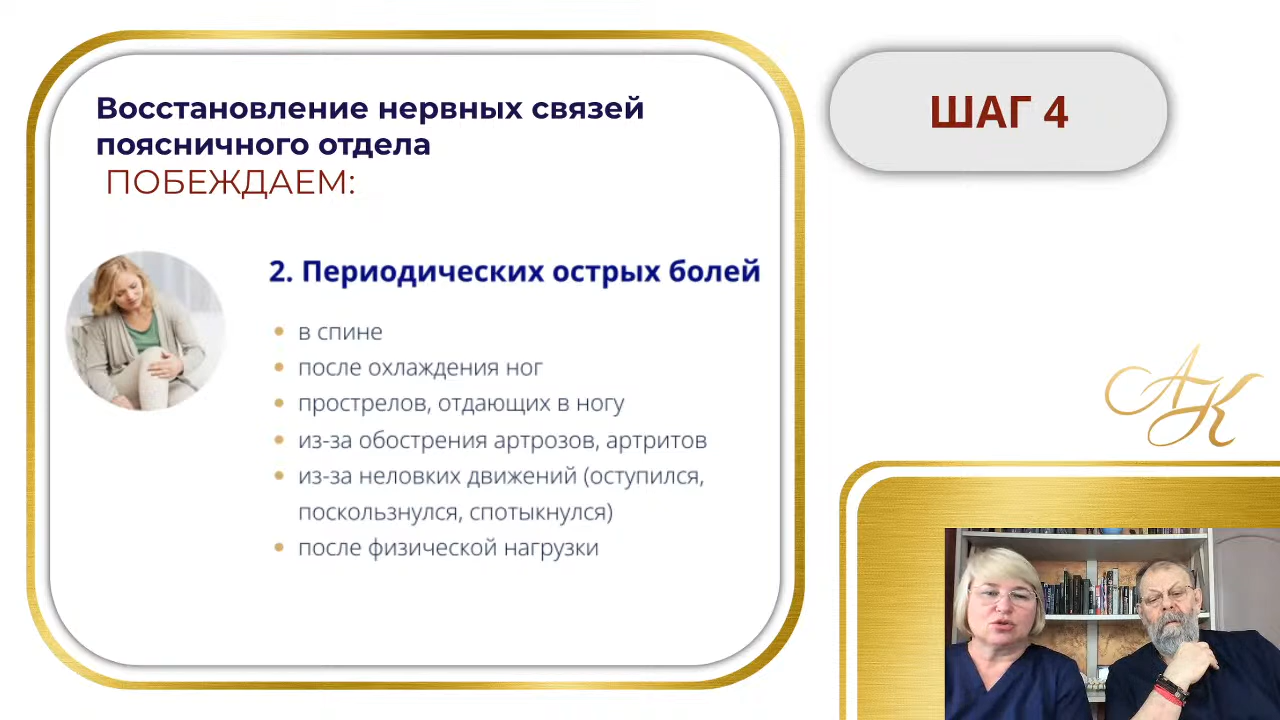 Восстановление нервных связей
поясничного отдела
ПОБЕЖДАЕМ:
ШАГ 4
2. Периодических острых болей
• в спине
• после охлаждения ног
• прострелов, отдающих в ногу
• из-за обострения артрозов, артритов
• из-за неловких движений (оступился,
поскользнулся, спотыкнулся)
• после физической нагрузки
АК